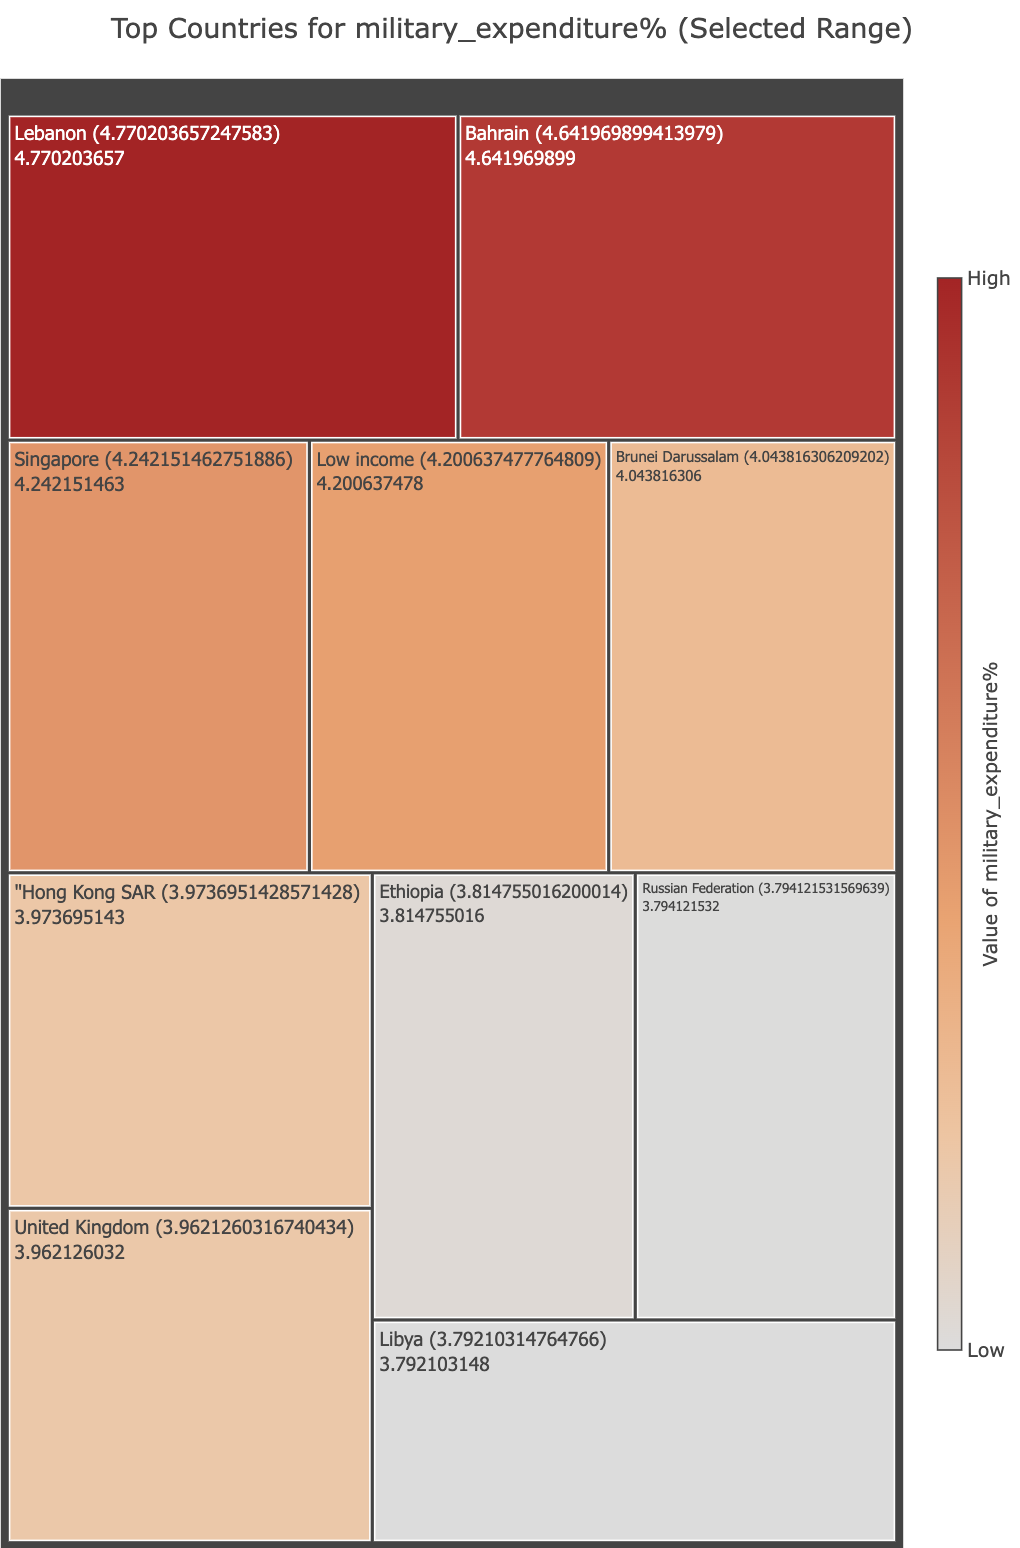 Top Countries for military_expenditure% (Selected Range)
Lebanon (4.770203657247583)
4.770203657
Bahrain (4.641969899413979)
4.641969899
High
Singapore (4.242151462751886)
4.242151463
Low income (4.200637477764809)
4.200637478
Brunei Darussalam (4.043816306209202)
4.043816306
Value of military_expenditure%
"Hong Kong SAR (3.9736951428571428)
3.973695143
Ethiopia (3.814755016200014)
3.814755016
Russian Federation (3.794121531569639)
3.794121532
United Kingdom (3.9621260316740434)
3.962126032
Libya (3.79210314764766)
3.792103148
Low